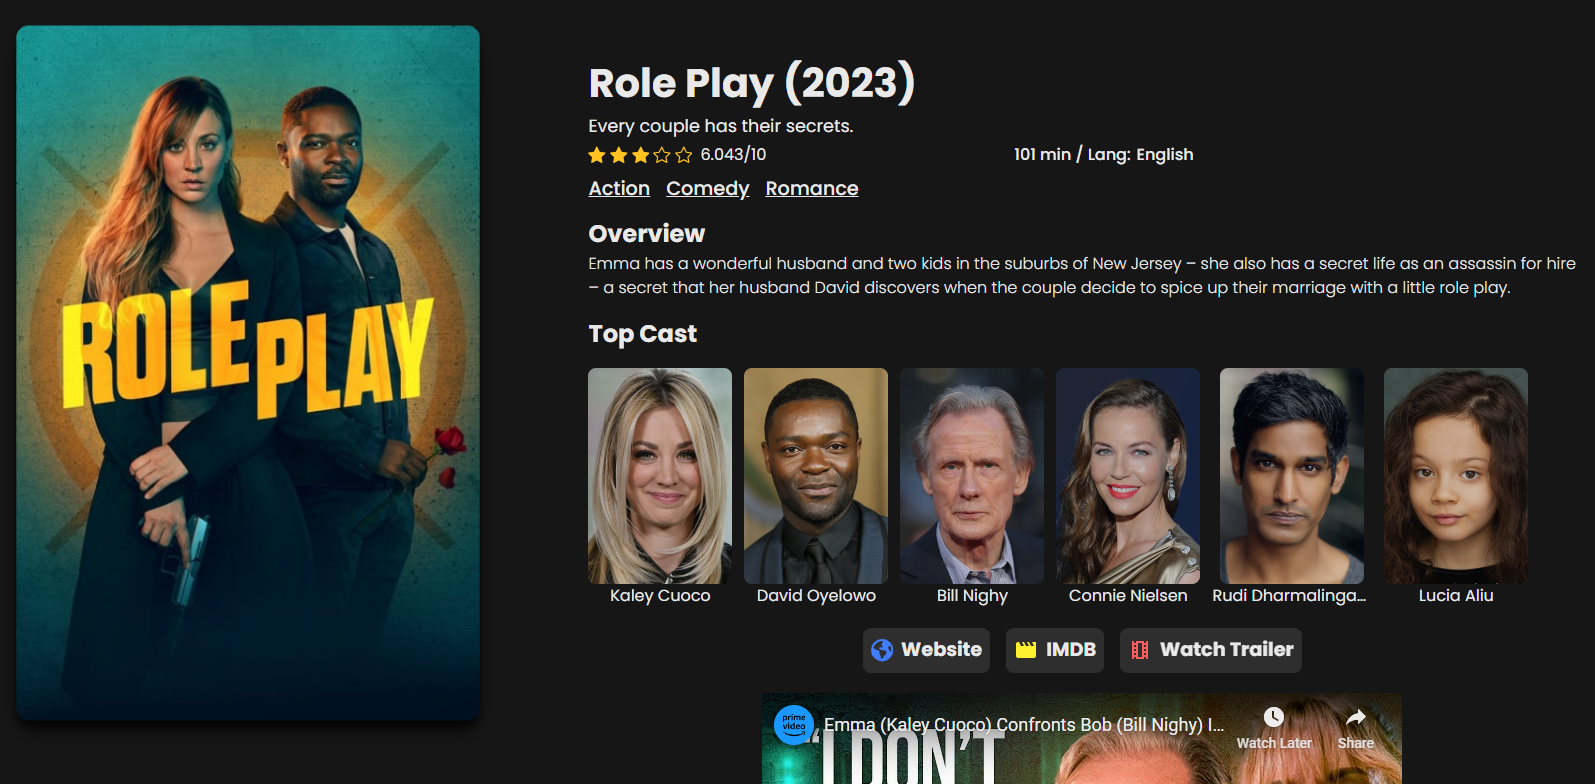 ROLE PLAY
Role Play (2023)
Every couple has their secrets.
6.043/10
101 min / Lang: English
Action Comedy Romance
Overview
Emma has a wonderful husband and two kids in the suburbs of New Jersey – she also has a secret life as an assassin for hire
– a secret that her husband David discovers when the couple decide to spice up their marriage with a little role play.
Top Cast
Kaley Cuoco
David Oyelowo
Bill Nighy
Connie Nielsen
Rudi Dharmalinga...
Lucia Aliu
Website
IMDB
Watch Trailer
prime
video
Emma (Kaley Cuoco) Confronts Bob (Bill Nighy) I...
Watch Later
Share
“I DON'T